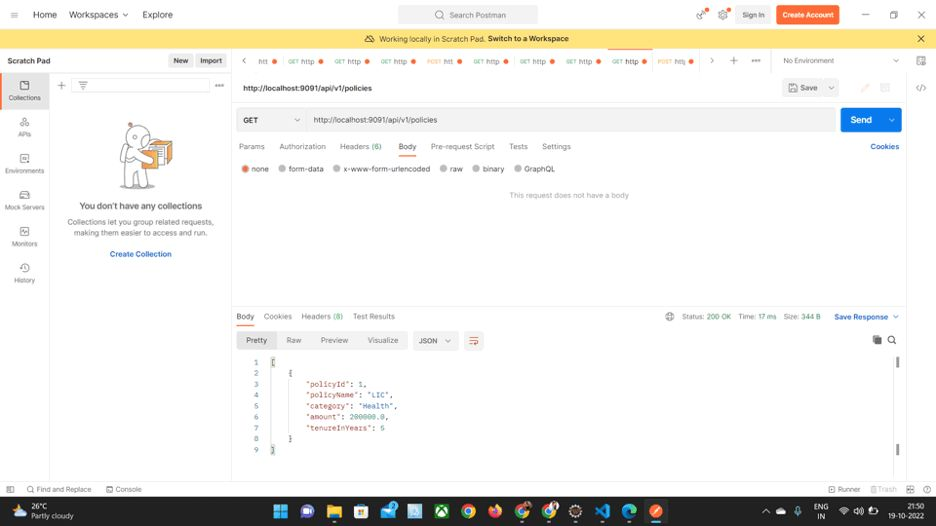 Home Workspaces Explore Search Postman Sign In Create Account
Working locally in Scratch Pad. Switch to a Workspace
Scratch Pad New Import
htt GET http GET http GET http POST htt GET http GET http GET http GET http POST http No Environment
Collections
APIs
Environments
Mock Servers
Monitors
History
You don't have any collections
Collections let you group related requests,
making them easier to access and run.
Create Collection
http://localhost:9091/api/v1/policies Save
GET http://localhost:9091/api/v1/policies Send
Params Authorization Headers (6) Body Pre-request Script Tests Settings Cookies
none form-data x-www-form-urlencoded raw binary GraphQL
This request does not have a body
Body Cookies Headers (8) Test Results Status: 200 OK Time: 17 ms Size: 344 B Save Response
Pretty Raw Preview Visualize JSON
1 [
2 {
3 "policyId": 1,
4 "policyName": "LIC",
5 "category": "Health",
6 "amount": 200000.0,
7 "tenureInYears": 5
8 }
9 ]
Find and Replace Console Runner Trash
26°C
Partly cloudy
ENG
IN
21:50
19-10-2022